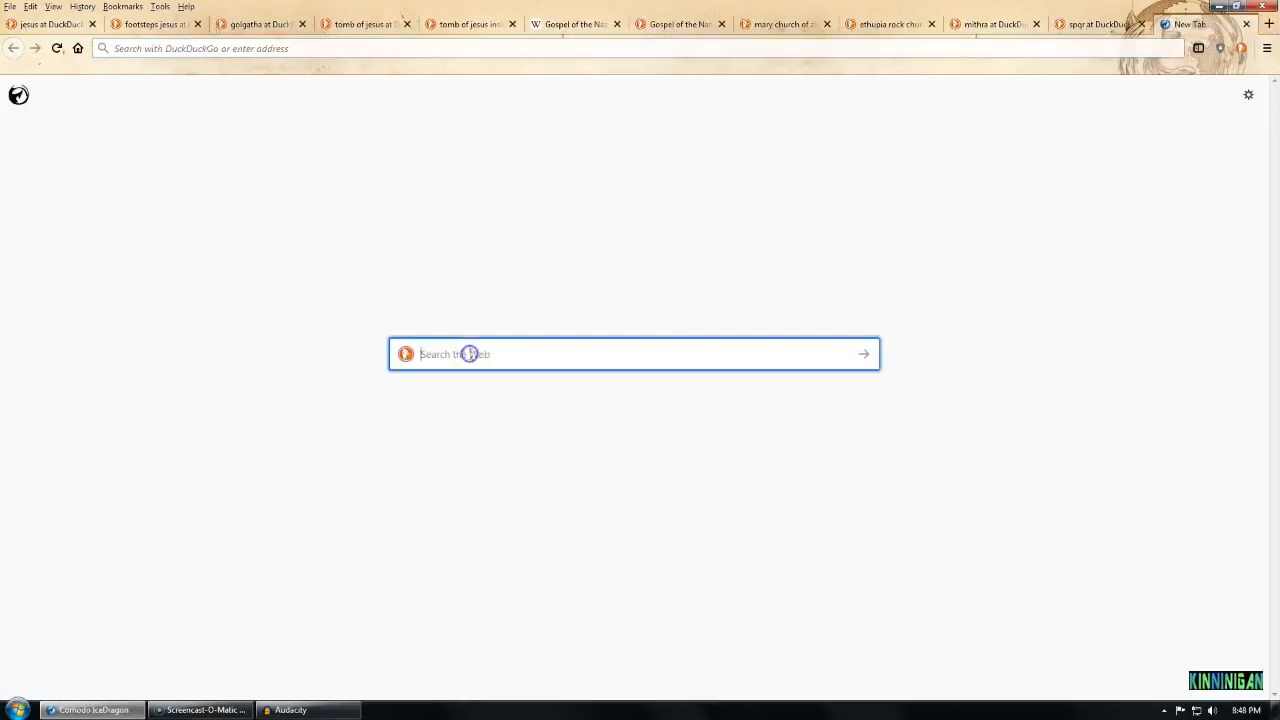 File Edit View History Bookmarks Tools Help
jesus at DuckDuck
footsteps jesus at
golgatha at DuckD
tomb of jesus at D
tomb of jesus insi
Gospel of the Naz
Gospel of the Naz
mary church of zi
ethupia rock chur
mithra at DuckDu
spqr at DuckDuck
New Tab
Search with DuckDuckGo or enter address
Search the Web
KINNINIGAN
Comodo IceDragon
Screencast-O-Matic ...
Audacity
8:48 PM